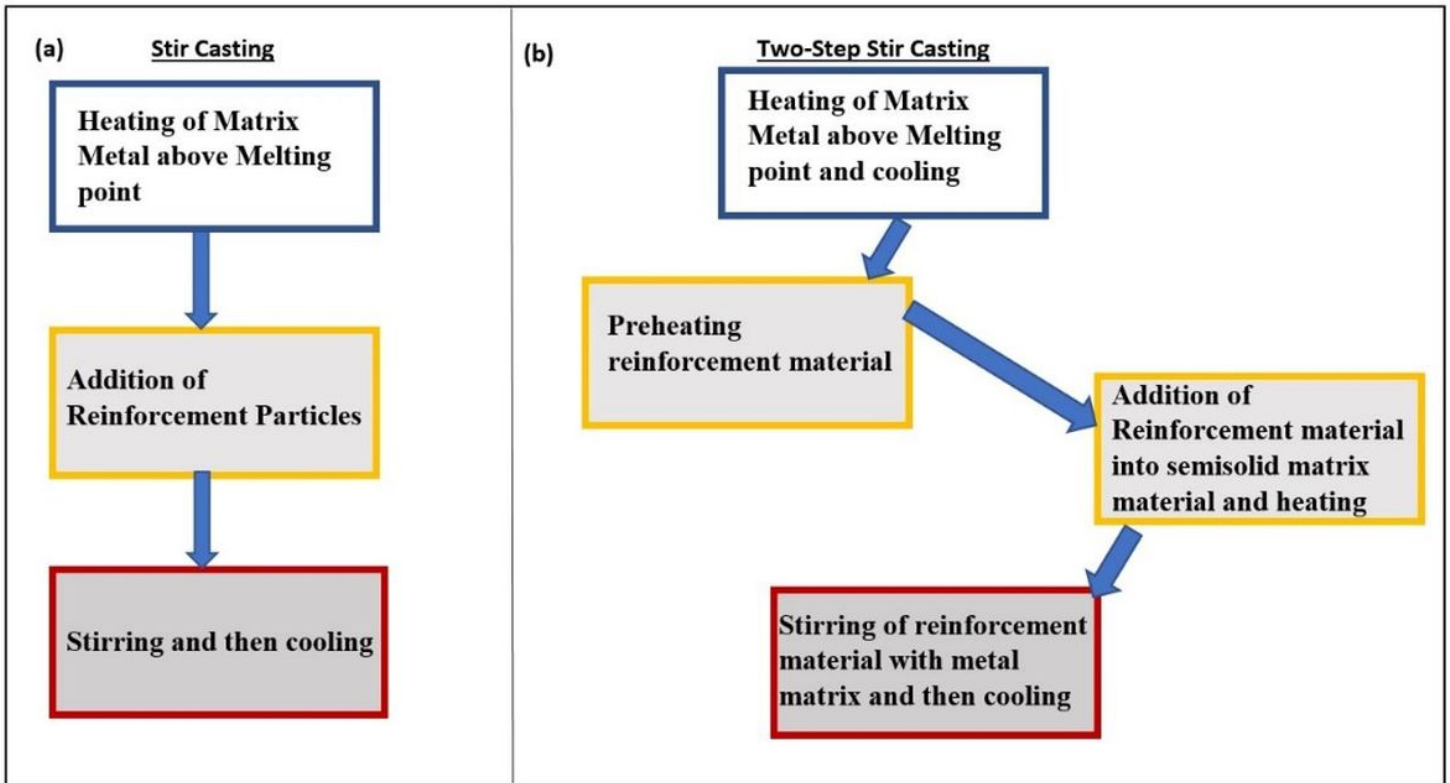 (a)
Stir Casting
Heating of Matrix
Metal above Melting
point
Addition of
Reinforcement Particles
Stirring and then cooling
(b)
Two-Step Stir Casting
Heating of Matrix
Metal above Melting
point and cooling
Preheating
reinforcement material
Addition of
Reinforcement material
into semisolid matrix
material and heating
Stirring of reinforcement
material with metal
matrix and then cooling